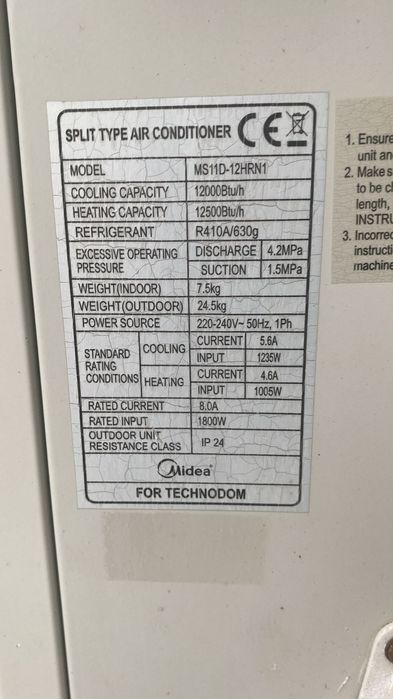 SPLIT TYPE AIR CONDITIONER CE
MODEL MS11D-12HRN1
COOLING CAPACITY 12000Btu/h
HEATING CAPACITY 12500Btu/h
REFRIGERANT R410A/630g
EXCESSIVE OPERATING PRESSURE DISCHARGE 4.2MPa
SUCTION 1.5MPa
WEIGHT(INDOOR) 7.5kg
WEIGHT(OUTDOOR) 24.5kg
POWER SOURCE 220-240V~ 50Hz, 1Ph
STANDARD RATING CONDITIONS COOLING CURRENT 5.6A
INPUT 1235W
HEATING CURRENT 4.6A
INPUT 1005W
RATED CURRENT 8.0A
RATED INPUT 1800W
OUTDOOR UNIT RESISTANCE CLASS IP 24
Midea
FOR TECHNODOM
1. Ensure
unit an
2. Make s
to be c
length,
INSTRU
3. Incorrec
instructi
machine